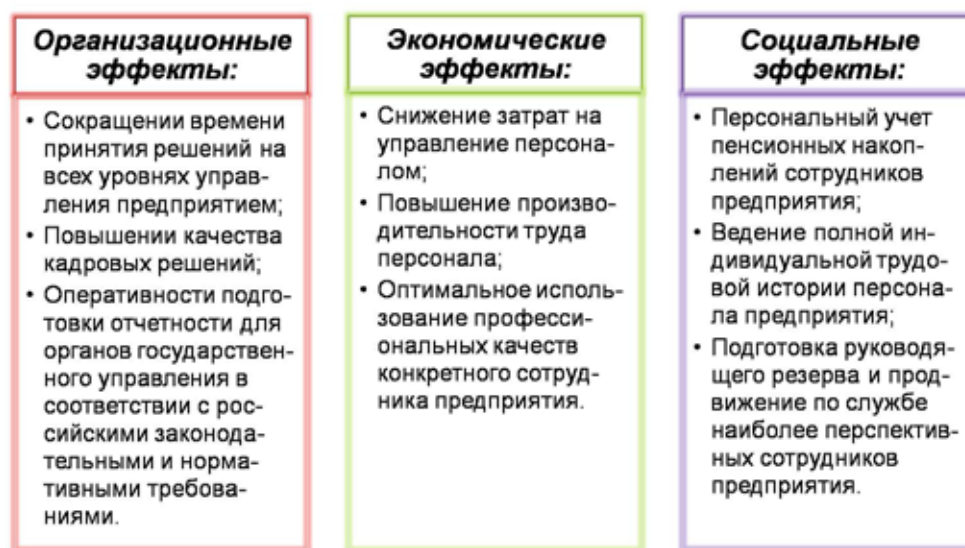 Организационные
эффекты:
• Сокращении времени
принятия решений на
всех уровнях управ-
ления предприятием;
• Повышении качества
кадровых решений;
• Оперативности подго-
товки отчетности для
органов государствен-
ного управления в
соответствии с рос-
сийскими законода-
тельными и норма-
тивными требова-
ниями.
Экономические
эффекты:
• Снижение затрат на
управление персона-
лом;
• Повышение произво-
дительности труда
персонала;
• Оптимальное исполь-
зование професси-
ональных качеств
конкретного сотруд-
ника предприятия.
Социальные
эффекты:
• Персональный учет
пенсионных накоп-
лений сотрудников
предприятия;
• Ведение полной ин-
дивидуальной трудо-
вой истории персона-
ла предприятия;
• Подготовка руководя-
щего резерва и прод-
вижение по службе
наиболее перспектив-
ных сотрудников
предприятия.